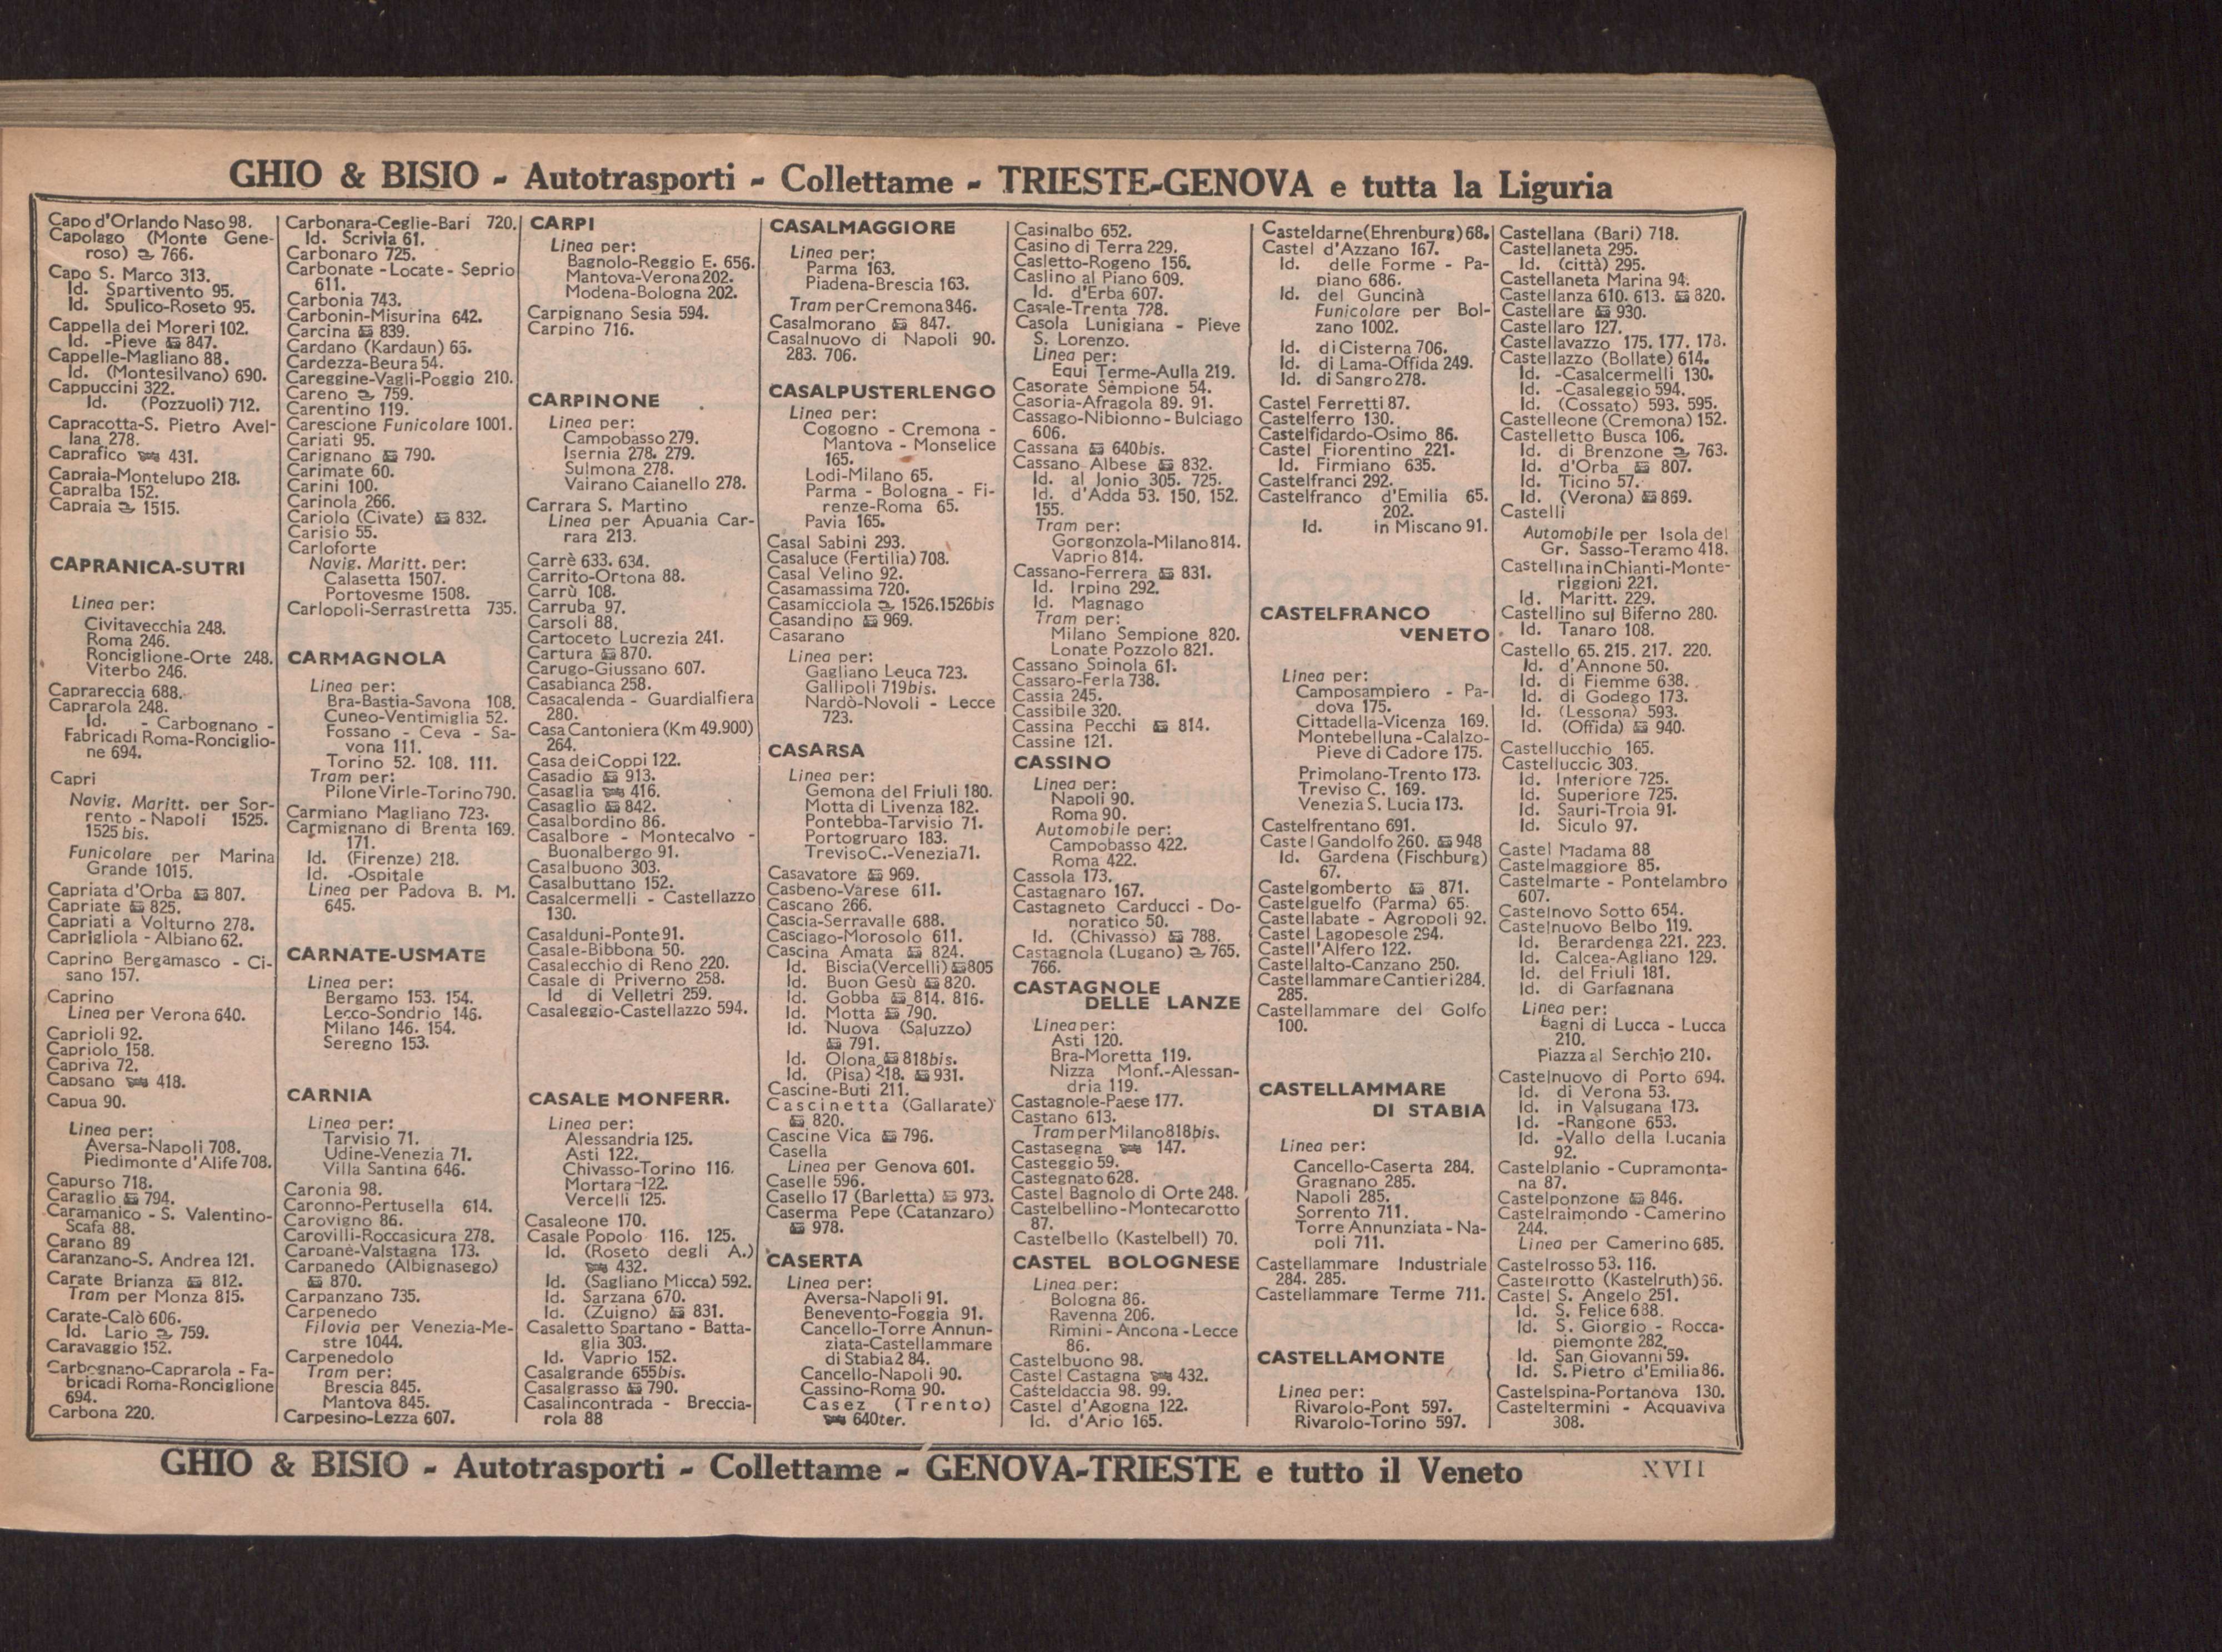 GHIO & BISIO - Autotrasporti - Collettame - TRIESTE-GENOVA e tutta la Liguria
Capo d'Orlando Naso 98.
Capolago (Monte Gene-
roso) 766.
Capo S. Marco 313.
Id. Spartivento 95.
Id. Spulico-Roseto 95.
Cappella dei Moreri 102.
Id. -Pieve 847.
Cappelle-Magliano 88.
Id. (Montesilvano) 690.
Cappuccini 322.
Id. (Pozzuoli) 712.
Capracotta-S. Pietro Avel-
lana 278.
Caprafico 431.
Capraia-Montelupo 218.
Capralba 152.
Capraia 1515.
CAPRANICA-SUTRI
Linea per:
Civitavecchia 248.
Roma 246.
Ronciglione-Orte 248.
Viterbo 246.
Caprareccia 688.
Caprarola 248.
Id. - Carbognano -
Fabricadi Roma-Ronciglio-
ne 694.
Capri
Navig. Maritt. per Sor-
rento - Napoli 1525.
1525 bis.
Funicolare per Marina
Grande 1015.
Capriata d'Orba 807.
Capriate 825.
Capriati a Volturno 278.
Caprigliola - Albiano 62.
Caprino Bergamasco - Ci-
sano 157.
Caprino
Linea per Verona 640.
Caprioli 92.
Capriolo 158.
Capriva 72.
Capsano 418.
Capua 90.
Linea per:
Aversa-Napoli 708.
Piedimonte d'Alife 708.
Capurso 718.
Caraglio 794.
Caramanico - S. Valentino-
Scafa 88.
Carano 89
Caranzano-S. Andrea 121.
Carate Brianza 812.
Tram per Monza 815.
Carate-Calò 606.
Id. Lario 759.
Caravaggio 152.
Carbognano-Caprarola - Fa-
bricadi Roma-Ronciglione
694.
Carbona 220.
Carbonara-Ceglie-Bari 720.
Id. Scrivia 61.
Carbonaro 725.
Carbonate - Locate - Seprio
611.
Carbonia 743.
Carbonin-Misurina 642.
Carcina 839.
Cardano (Kardaun) 66.
Cardezza-Beura 54.
Careggine-Vagli-Poggio 210.
Careno 759.
Carentino 119.
Carescione Funicolare 1001.
Cariati 95.
Carignano 790.
Carimate 60.
Carini 100.
Carinola 266.
Cariolo (Civate) 832.
Carisio 55.
Carloforte
Navig. Maritt. per:
Calasetta 1507.
Portovesme 1508.
Carlopoli-Serrastretta 735.
CARMAGNOLA
Linea per:
Bra-Bastia-Savona 108.
Cuneo-Ventimiglia 52.
Fossano - Ceva - Sa-
vona 111.
Torino 52. 108. 111.
Tram per:
Pilone Virle-Torino 790.
Carmiano Magliano 723.
Carmignano di Brenta 169.
171.
Id. (Firenze) 218.
Id. -Ospitale
Linea per Padova B. M.
645.
CARNATE-USMATE
Linea per:
Bergamo 153. 154.
Lecco-Sondrio 146.
Milano 146. 154.
Seregno 153.
CARNIA
Linea per:
Tarvisio 71.
Udine-Venezia 71.
Villa Santina 646.
Caronia 98.
Caronno-Pertusella 614.
Carovigno 86.
Carovilli-Roccasicura 278.
Carpanè-Valstagna 173.
Carpanedo (Albignasego)
870.
Carpanzano 735.
Carpenedo
Filovia per Venezia-Me-
stre 1044.
Carpenedolo
Tram per:
Brescia 845.
Mantova 845.
Carpesino-Lezza 607.
CARPI
Linea per:
Bagnolo-Reggio E. 656.
Mantova-Verona 202.
Modena-Bologna 202.
Carpignano Sesia 594.
Carpino 716.
CARPINONE
Linea per:
Campobasso 279.
Isernia 278. 279.
Sulmona 278.
Vairano Caianello 278.
Carrara S. Martino
Linea per Apuania Car-
rara 213.
Carrè 633. 634.
Carrito-Ortona 88.
Carrù 108.
Carruba 97.
Carsoli 88.
Cartoceto Lucrezia 241.
Cartura 870.
Carugo-Giussano 607.
Casabianca 258.
Casacalenda - Guardialfiera
280.
Casa Cantoniera (Km 49.900)
264.
Casa dei Coppi 122.
Casadio 913.
Casaglia 416.
Casaglio 842.
Casalbordino 86.
Casalbore - Montecalvo -
Buonalbergo 91.
Casalbuono 303.
Casalbuttano 152.
Casalcermelli - Castellazzo
130.
Casalduni-Ponte 91.
Casale-Bibbona 50.
Casalecchio di Reno 220.
Casale di Priverno 258.
Id di Velletri 259.
Casaleggio-Castellazzo 594.
CASALE MONFERR.
Linea per:
Alessandria 125.
Asti 122.
Chivasso-Torino 116.
Mortara 122.
Vercelli 125.
Casaleone 170.
Casale Popolo 116. 125.
Id. (Roseto degli A.)
432.
Id. (Sagliano Micca) 592.
Id. Sarzana 670.
Id. (Zuigno) 831.
Casaletto Spartano - Batta-
glia 303.
Id. Vaprio 152.
Casalgrande 655bis.
Casalgrasso 790.
Casalincontrada - Breccia-
rola 88
CASALMAGGIORE
Linea per:
Parma 163.
Piadena-Brescia 163.
Tram per Cremona 846.
Casalmorano 847.
Casalnuovo di Napoli 90.
283. 706.
CASALPUSTERLENGO
Linea per:
Cogogno - Cremona -
Mantova - Monselice
165.
Lodi-Milano 65.
Parma - Bologna - Fi-
renze-Roma 65.
Pavia 165.
Casal Sabini 293.
Casaluce (Fertilia) 708.
Casal Velino 92.
Casamassima 720.
Casamicciola 1526.1526bis
Casandino 969.
Casarano
Linea per:
Gagliano Leuca 723.
Gallipoli 719bis.
Nardò-Novoli - Lecce
723.
CASARSA
Linea per:
Gemona del Friuli 180.
Motta di Livenza 182.
Pontebba-Tarvisio 71.
Portogruaro 183.
Treviso C.-Venezia 71.
Casavatore 969.
Casbeno-Varese 611.
Cascano 266.
Cascia-Serravalle 688.
Casciago-Morosolo 611.
Cascina Amata 824.
Id. Biscia (Vercelli) 805
Id. Buon Gesù 820.
Id. Gobba 814. 816.
Id. Motta 790.
Id. Nuova (Saluzzo)
791.
Id. Olona 818bis.
Id. (Pisa) 218. 931.
Cascine-Buti 211.
Cascinetta (Gallarate)
820.
Cascine Vica 796.
Casella
Linea per Genova 601.
Caselle 596.
Casello 17 (Barletta) 973.
Caserma Pepe (Catanzaro)
978.
CASERTA
Linea per:
Aversa-Napoli 91.
Benevento-Foggia 91.
Cancello-Torre Annun-
ziata-Castellammare
di Stabia2 84.
Cancello-Napoli 90.
Cassino-Roma 90.
Casez (Trento)
640ter.
Casinalbo 652.
Casino di Terra 229.
Casletto-Rogeno 156.
Caslino al Piano 609.
Id. d'Erba 607.
Casale-Trenta 728.
Casola Lunigiana - Pieve
S. Lorenzo.
Linea per:
Equi Terme-Aulla 219.
Casorate Sèmpione 54.
Casoria-Afragola 89. 91.
Cassago-Nibionno - Bulciago
606.
Cassana 640bis.
Cassano Albese 832.
Id. al Jonio 305. 725.
Id. d'Adda 53. 150. 152.
155.
Tram per:
Gorgonzola-Milano 814.
Vaprio 814.
Cassano-Ferrera 831.
Id. Irpino 292.
Id. Magnago
Tram per:
Milano Sempione 820.
Lonate Pozzolo 821.
Cassano Spinola 61.
Cassaro-Ferla 738.
Cassia 245.
Cassibile 320.
Cassina Pecchi 814.
Cassine 121.
CASSINO
Linea per:
Napoli 90.
Roma 90.
Automobile per:
Campobasso 422.
Roma 422.
Cassola 173.
Castagnaro 167.
Castagneto Carducci - Do-
noratico 50.
Id. (Chivasso) 788.
Castagnola (Lugano) 765.
766.
CASTAGNOLE
DELLE LANZE
Linea per:
Asti 120.
Bra-Moretta 119.
Nizza Monf.-Alessan-
dria 119.
Castagnole-Paese 177.
Castano 613.
Tram per Milano 818bis.
Castasegna 147.
Casteggio 59.
Castegnato 628.
Castel Bagnolo di Orte 248.
Castelbellino-Montecarotto
87.
Castelbello (Kastelbell) 70.
CASTEL BOLOGNESE
Linea per:
Bologna 86.
Ravenna 206.
Rimini - Ancona - Lecce
86.
Castelbuono 98.
Castel Castagna 432.
Casteldaccia 98. 99.
Castel d'Agogna 122.
Id. d'Ario 165.
Casteldarne (Ehrenburg) 68.
Castel d'Azzano 167.
Id. delle Forme - Pa-
piano 686.
Id. del Guncinà
Funicolare per Bol-
zano 1002.
Id. di Cisterna 706.
Id. di Lama-Offida 249.
Id. di Sangro 278.
Castel Ferretti 87.
Castelferro 130.
Castelfidardo-Osimo 86.
Castel Fiorentino 221.
Id. Firmiano 635.
Castelfranci 292.
Castelfranco d'Emilia 65.
202.
Id. in Miscano 91.
CASTELFRANCO
VENETO
Linea per:
Camposampiero - Pa-
dova 175.
Cittadella-Vicenza 169.
Montebelluna - Calalzo-
Pieve di Cadore 175.
Primolano-Trento 173.
Treviso C. 169.
Venezia S. Lucia 173.
Castelfrentano 691.
Castel Gandolfo 260. 948
Id. Gardena (Fischburg)
67.
Castelgomberto 871.
Castelguelfo (Parma) 65.
Castellabate - Agropoli 92.
Castel Lagopesole 294.
Castell'Alfero 122.
Castellalto-Canzano 250.
Castellammare Cantieri 284.
285.
Castellammare del Golfo
100.
CASTELLAMMARE
DI STABIA
Linea per:
Cancello-Caserta 284.
Gragnano 285.
Napoli 285.
Sorrento 711.
Torre Annunziata - Na-
poli 711.
Castellammare Industriale
284. 285.
Castellammare Terme 711.
CASTELLAMONTE
Linea per:
Rivarolo-Pont 597.
Rivarolo-Torino 597.
Castellana (Bari) 718.
Castellaneta 295.
Id. (città) 295.
Castellaneta Marina 94.
Castellanza 610. 613. 820.
Castellare 930.
Castellaro 127.
Castellavazzo 175. 177. 178.
Castellazzo (Bollate) 614.
Id. -Casalcermelli 130.
Id. -Casaleggio 594.
Id. (Cossato) 593. 595.
Castelleone (Cremona) 152.
Castelletto Busca 106.
Id. di Brenzone 763.
Id. d'Orba 807.
Id. Ticino 57.
Id. (Verona) 869.
Castelli
Automobile per Isola del
Gr. Sasso-Teramo 418.
Castellina in Chianti-Monte-
riggioni 221.
Id. Maritt. 229.
Castellino sul Biferno 280.
Id. Tanaro 108.
Castello 65. 215. 217. 220.
Id. d'Annone 50.
Id. di Fiemme 638.
Id. di Godego 173.
Id. (Lessona) 593.
Id. (Offida) 940.
Castellucchio 165.
Castelluccio 303.
Id. Inferiore 725.
Id. Superiore 725.
Id. Sauri-Troia 91.
Id. Siculo 97.
Castel Madama 88
Castelmaggiore 85.
Castelmarte - Pontelambro
607.
Castelnovo Sotto 654.
Castelnuovo Belbo 119.
Id. Berardenga 221. 223.
Id. Calcea-Agliano 129.
Id. del Friuli 181.
Id. di Garfagnana
Linea per:
Bagni di Lucca - Lucca
210.
Piazza al Serchio 210.
Castelnuovo di Porto 694.
Id. di Verona 53.
Id. in Valsugana 173.
Id. -Rangone 653.
Id. -Vallo della Lucania
92.
Castelplanio - Cupramonta-
na 87.
Castelponzone 846.
Castelraimondo - Camerino
244.
Linea per Camerino 685.
Castelrosso 53. 116.
Castelrotto (Kastelruth) 66.
Castel S. Angelo 251.
Id. S. Felice 688.
Id. S. Giorgio - Rocca-
piemonte 282.
Id. San Giovanni 59.
Id. S. Pietro d'Emilia 86.
Castelspina-Portanova 130.
Casteltermini - Acquaviva
308.
GHIO & BISIO - Autotrasporti - Collettame - GENOVA-TRIESTE e tutto il Veneto
XVII